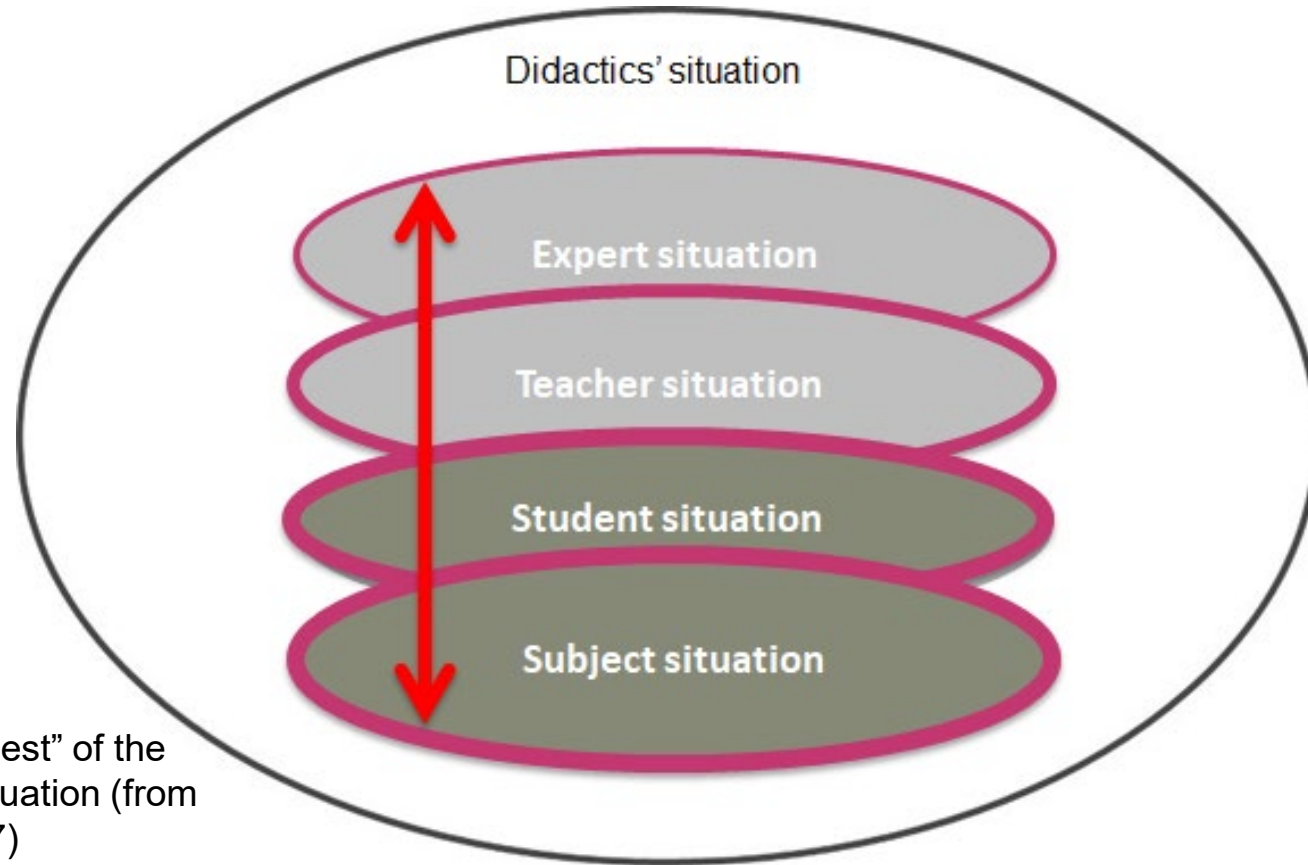 Didactics’ situation
Expert situation
Teacher situation
Student situation
Subject situation
est” of the
uation (from
)